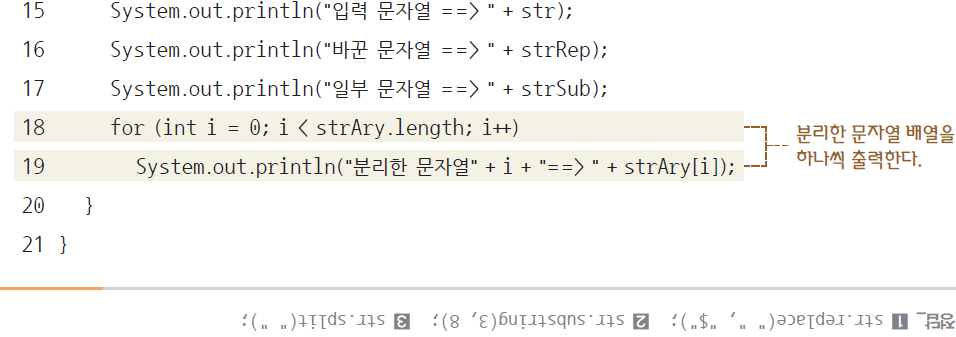 15 System.out.println("입력 문자열 ==> " + str);
16 System.out.println("바꾼 문자열 ==> " + strRep);
17 System.out.println("일부 문자열 ==> " + strSub);
18 for (int i = 0; i < strAry.length; i++)
19 System.out.println("분리한 문자열" + i + "==> " + strAry[i]);
분리한 문자열 배열을
하나씩 출력한다.
20 }
21 }
정답_ 1 str.replace(" ", "$"); 2 str.substring(3, 8); 3 str.split(" ");